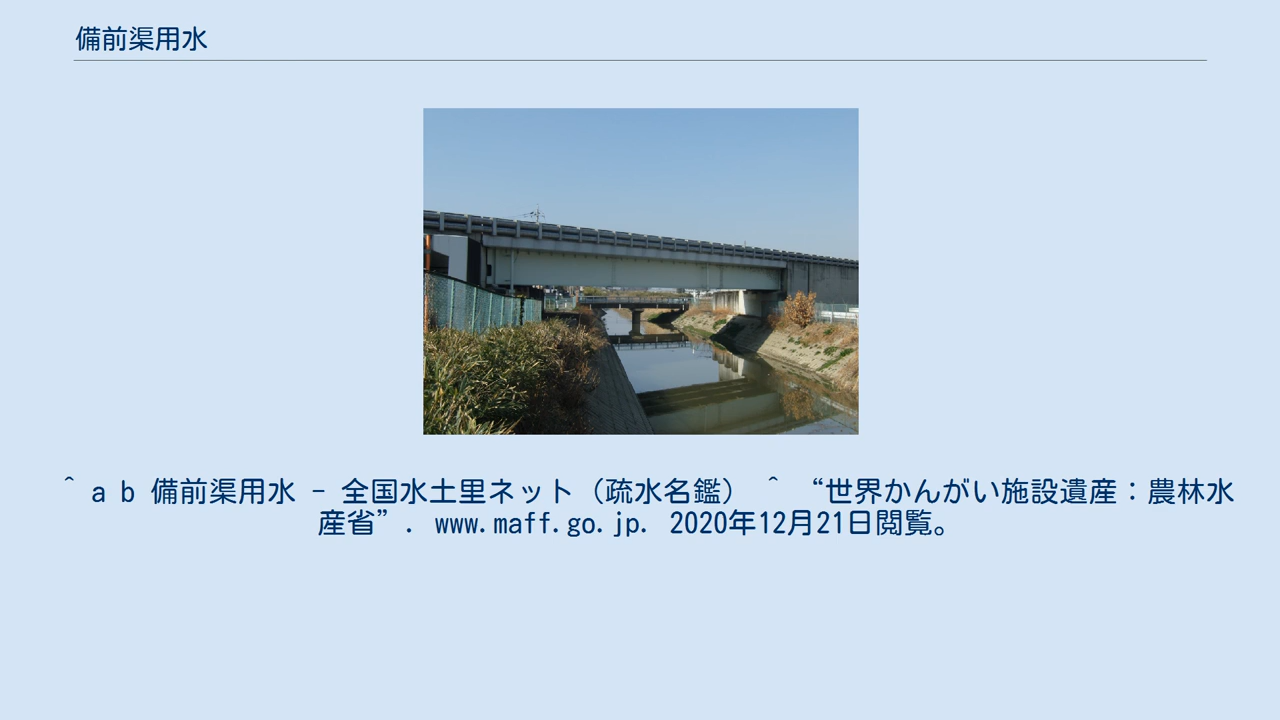 備前渠用水
^ a b 備前渠用水 - 全国水土里ネット（疏水名鑑） ^ “世界かんがい施設遺産：農林水
産省”. www.maff.go.jp. 2020年12月21日閲覧。